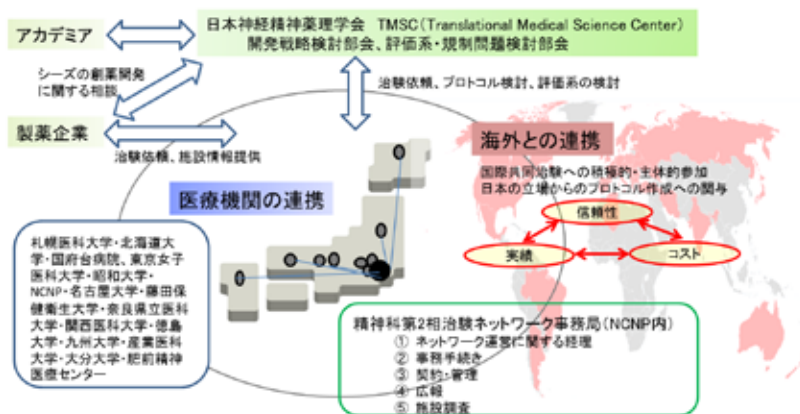 アカデミア
日本神経精神薬理学会 TMSC(Translational Medical Science Center)
開発戦略検討部会、評価系・規制問題検討部会
シーズの創薬開発
に関する相談
治験依頼、プロトコル検討、評価系の検討
製薬企業
治験依頼、施設情報提供
海外との連携
国際共同治験への積極的・主体的参加
日本の立場からのプロトコル作成への関与
医療機関の連携
信頼性
実績
コスト
札幌医科大学・北海道大
学・国府台病院、東京女子
医科大学・昭和大学・
NCNP・名古屋大学・藤田保
健衛生大学・奈良県立医科
大学・関西医科大学・徳島
大学・九州大学・産業医科
大学・大分大学・肥前精神
医療センター
精神科第2相治験ネットワーク事務局(NCNP内)
① ネットワーク運営に関する経理
② 事務手続き
③ 契約・管理
④ 広報
⑤ 施設調査